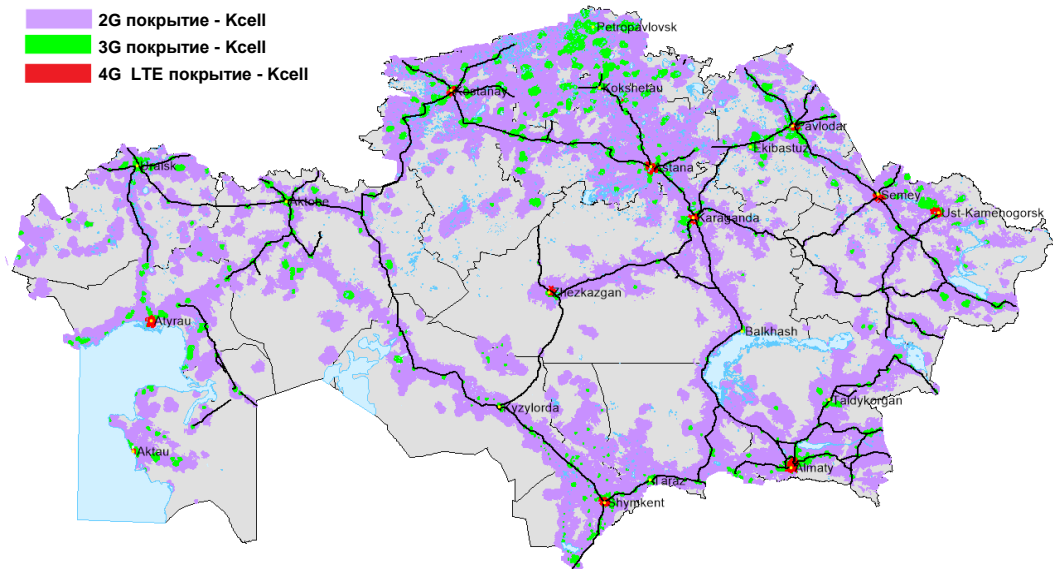 2G покрытие - Kcell
3G покрытие - Kcell
4G LTE покрытие - Kcell
Petropavlovsk
Kostanay
Kokshetau
Pavlodar
Ekibastuz
Uralsk
Astana
Aktobe
Semey
Ust-Kamenogorsk
Karaganda
Zhezkazgan
Atyrau
Balkhash
Kyzylorda
Taldykorgan
Aktau
Almaty
Taraz
Shymkent